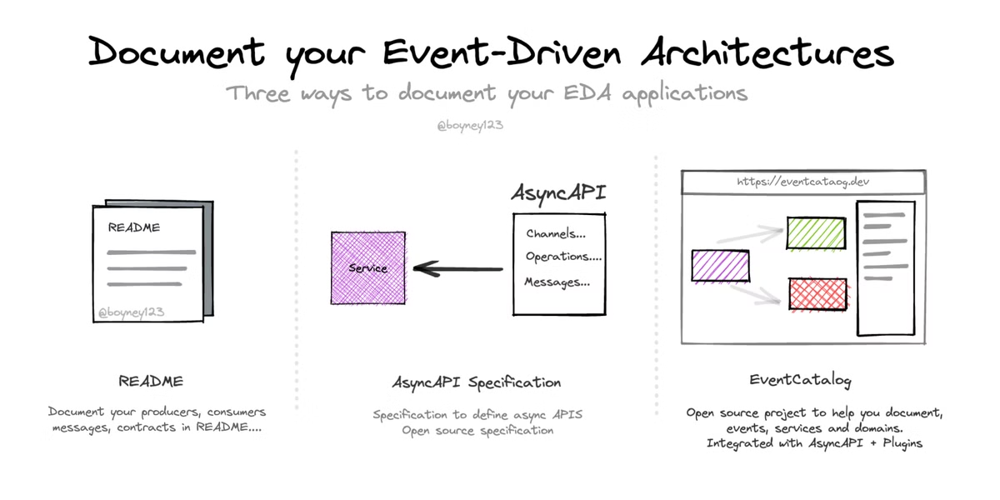 Document your Event-Driven Architectures
Three ways to document your EDA applications
@boyney123
README
@boyney123
README
Document your producers, consumers
messages, contracts in README....
Service
AsyncAPI
Channels...
Operations....
Messages...
AsyncAPI Specification
Specification to define async APIS
Open source specification
https://eventcataog.dev
EventCatalog
Open source project to help you document,
events, services and domains.
Integrated with AsyncAPI + Plugins